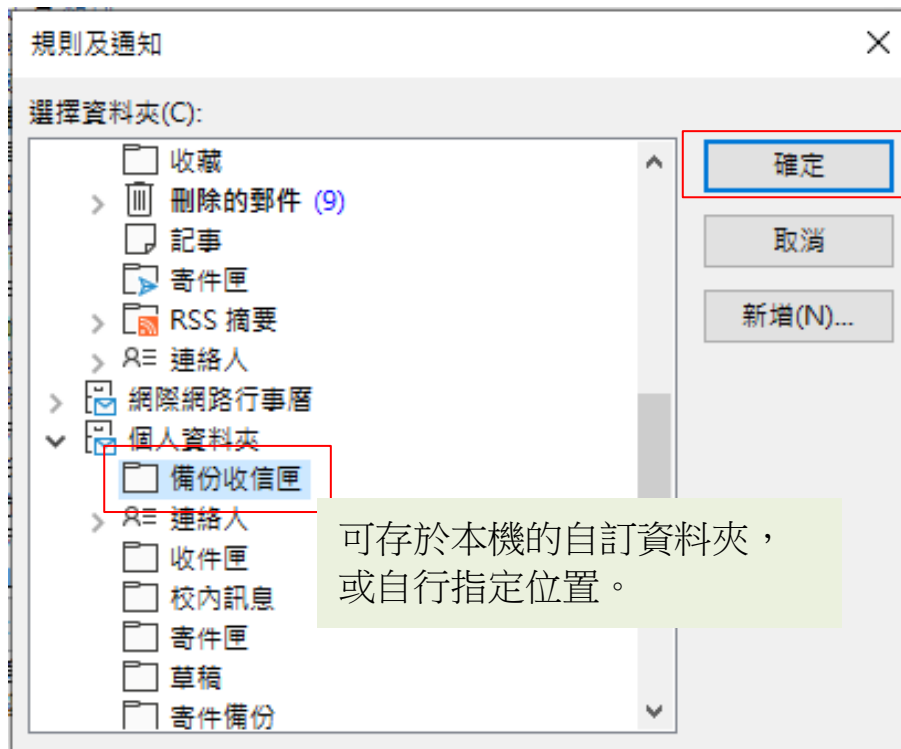 規則及通知
選擇資料夾(C):
收藏
刪除的郵件 (9)
記事
寄件匣
RSS 摘要
連絡人
網際網路行事曆
個人資料夾
備份收信匣
連絡人
收件匣
校內訊息
寄件匣
草稿
寄件備份
確定
取消
新增(N)...
可存於本機的自訂資料夾，
或自行指定位置。